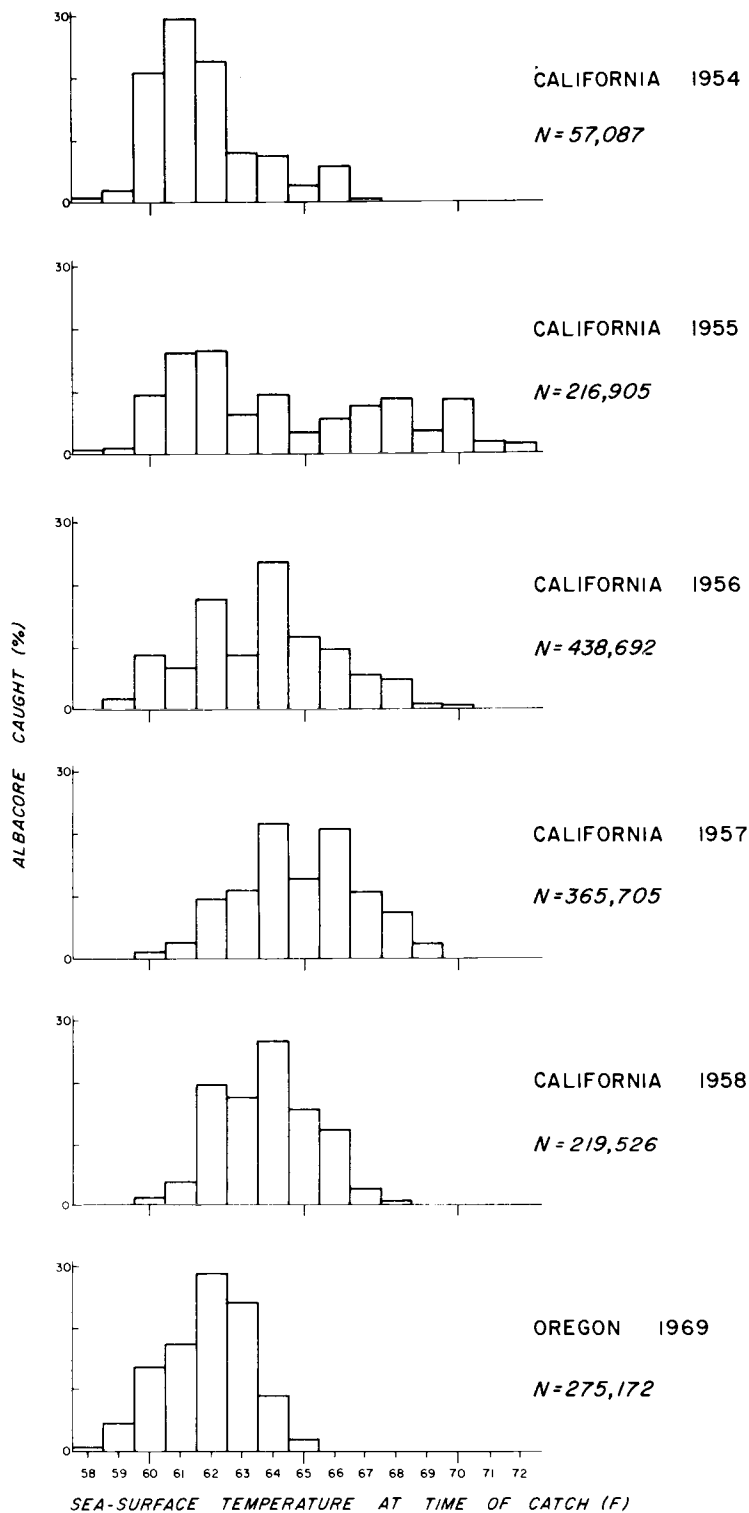 30
0
CALIFORNIA 1954
N=57,087
30
0
CALIFORNIA 1955
N=216,905
30
0
CALIFORNIA 1956
N=438,692
ALBACORE CAUGHT (%)
30
0
CALIFORNIA 1957
N=365,705
30
0
CALIFORNIA 1958
N=219,526
30
0
OREGON 1969
N=275,172
58 59 60 61 62 63 64 65 66 67 68 69 70 71 72
SEA-SURFACE TEMPERATURE AT TIME OF CATCH (F)